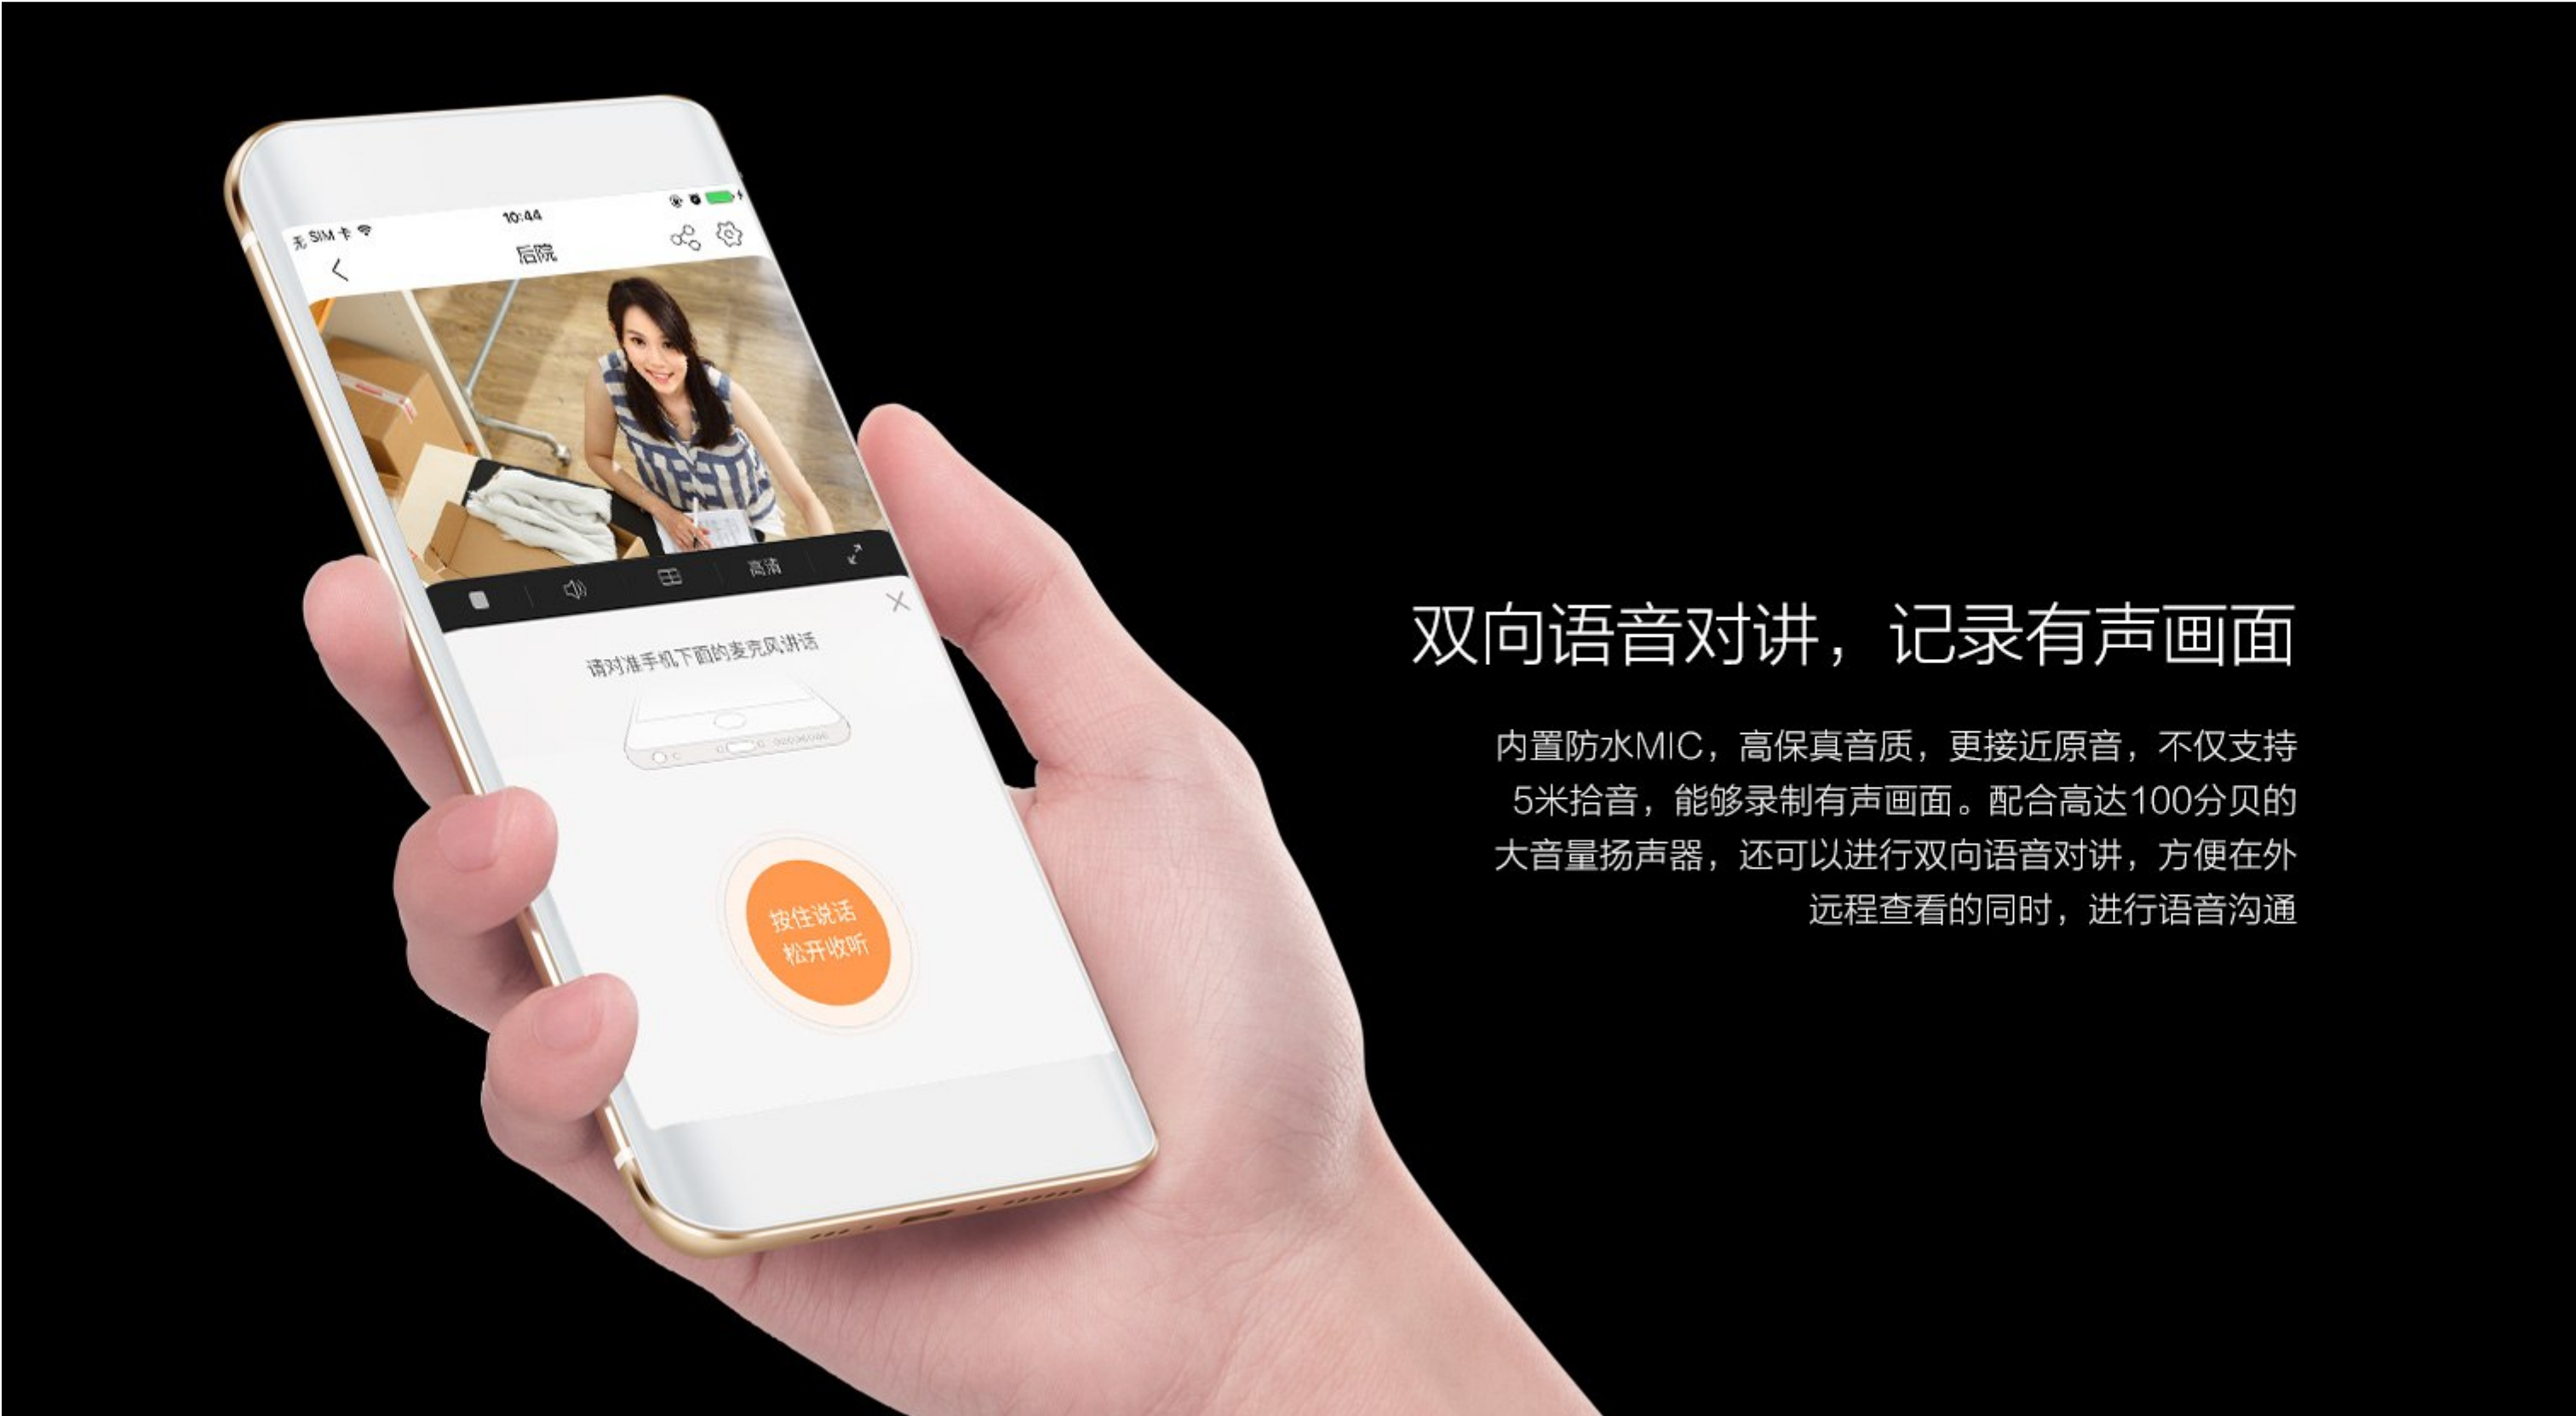 无 SIM 卡
10:44
后院
高清
请对准手机下面的麦克风讲话
按住说话
松开收听
双向语音对讲，记录有声画面
内置防水MIC，高保真音质，更接近原音，不仅支持
5米拾音，能够录制有声画面。配合高达100分贝的
大音量扬声器，还可以进行双向语音对讲，方便在外
远程查看的同时，进行语音沟通